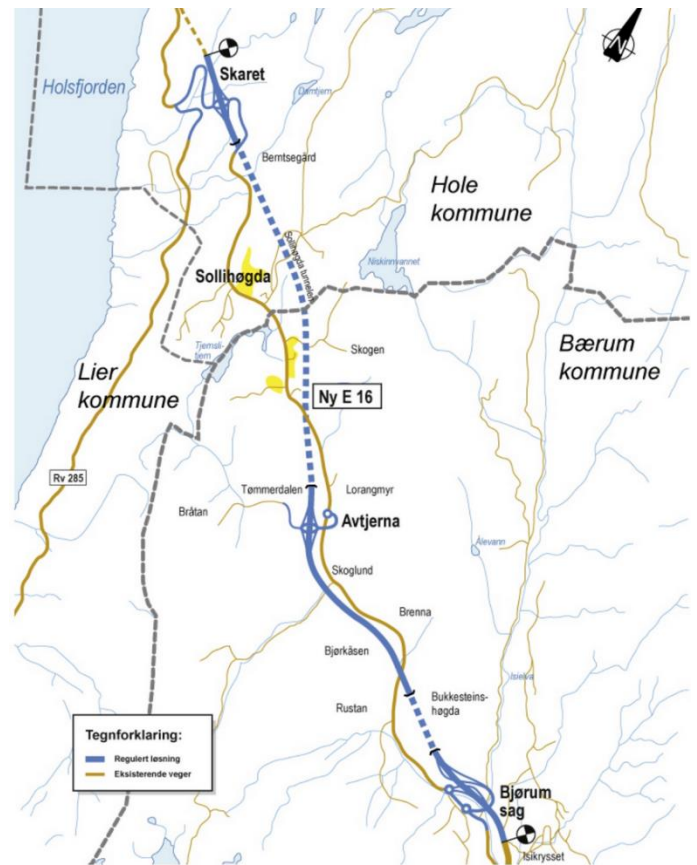 Skaret
Holsfjorden
Damtjern
Berntsegård
Hole
kommune
Sollihøgda
Sollihøgda tunnelen
Niskinnvannet
Tjernsli-
tjern
Skogen
Bærum
kommune
Lier
kommune
Ny E 16
Rv 285
Tømmerdalen
Lorangmyr
Bråtan
Avtjerna
Ålevann
Skoglund
Brenna
Bjørkåsen
Isielva
Bukkesteins-
høgda
Rustan
Tegnforklaring:
Regulert løsning
Eksisterende veger
Bjørum
sag
Isikrysset
N